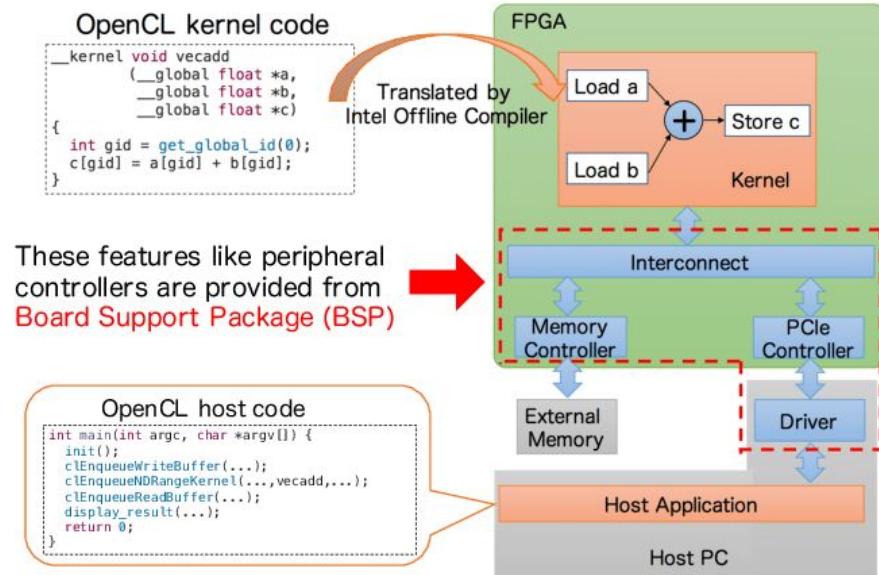 OpenCL kernel code
__kernel void vecadd
(__global float *a,
__global float *b,
__global float *c)
{
int gid = get_global_id(0);
c[gid] = a[gid] + b[gid];
}
Translated by
Intel Offline Compiler
FPGA
Load a
+
Store c
Load b
Kernel
These features like peripheral
controllers are provided from
Board Support Package (BSP)
Interconnect
Memory
Controller
PCIe
Controller
External
Memory
Driver
OpenCL host code
int main(int argc, char *argv[]) {
init();
clEnqueueWriteBuffer(...);
clEnqueueNDRangeKernel(...,vecadd,...);
clEnqueueReadBuffer(...);
display_result(...);
return 0;
}
Host Application
Host PC